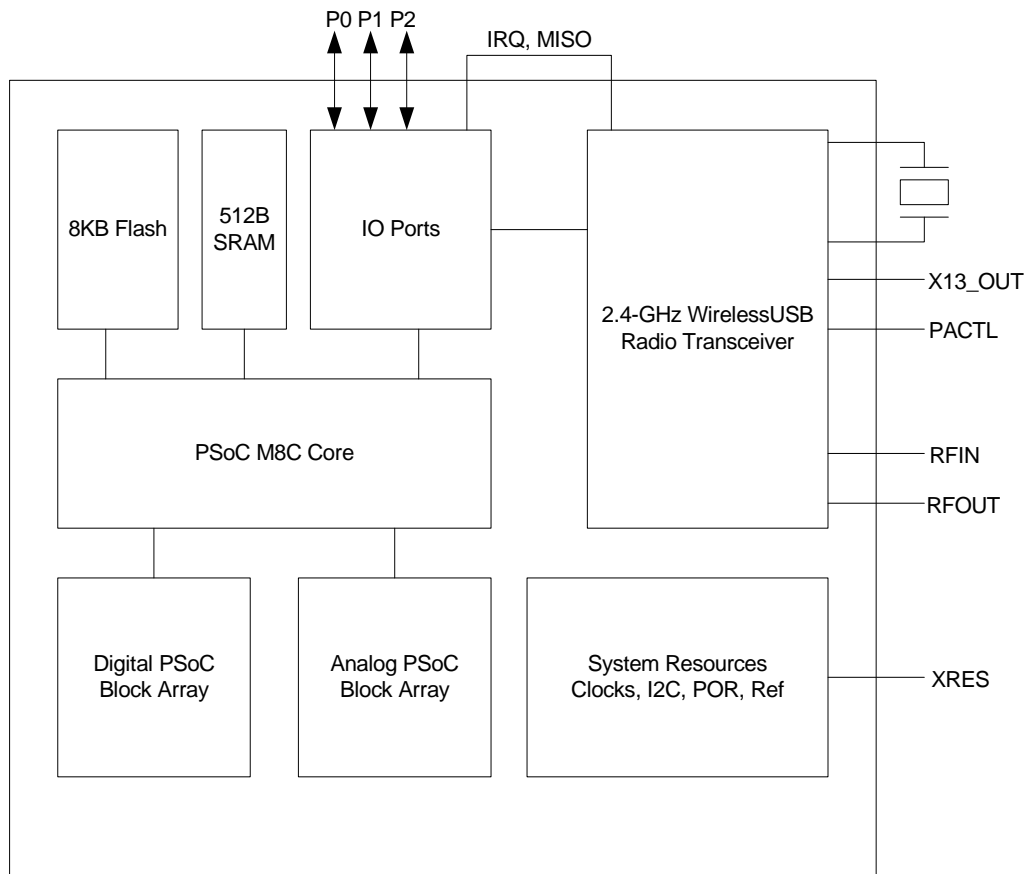 P0 P1 P2
IRQ, MISO
8KB Flash
512B
SRAM
IO Ports
2.4-GHz WirelessUSB
Radio Transceiver
X13_OUT
PACTL
PSoC M8C Core
RFIN
RFOUT
Digital PSoC
Block Array
Analog PSoC
Block Array
System Resources
Clocks, I2C, POR, Ref
XRES